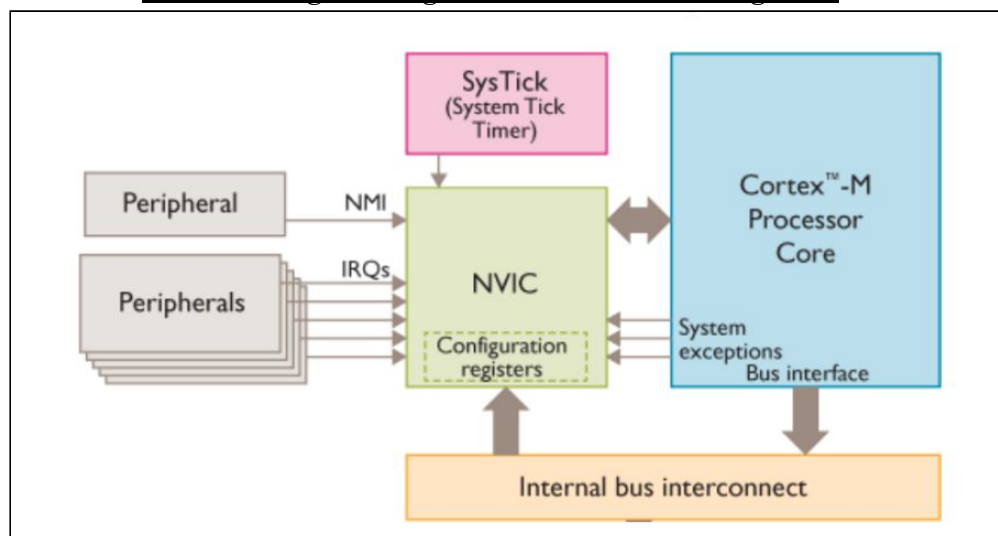 SysTick
(System Tick
Timer)
Peripheral
NMI
Cortex™-M
Processor
Core
IRQs
Peripherals
NVIC
System
exceptions
Configuration
registers
Bus interface
Internal bus interconnect